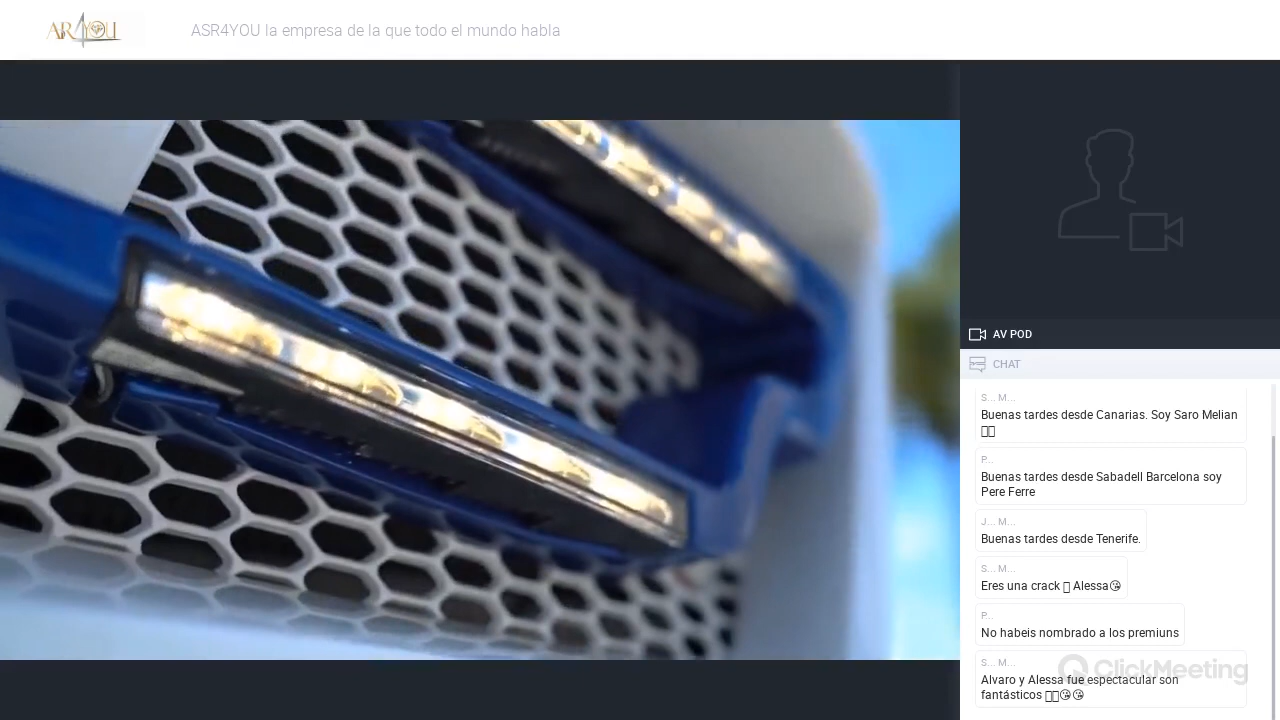 AR4YOU
ASR4YOU la empresa de la que todo el mundo habla
AV POD
CHAT
S... M...
Buenas tardes desde Canarias. Soy Saro Melian
P...
Buenas tardes desde Sabadell Barcelona soy
Pere Ferre
J... M...
Buenas tardes desde Tenerife.
S... M...
Eres una crack Alessa😘
P...
No habeis nombrado a los premiuns
S... M...
Alvaro y Alessa fue espectacular son
fantásticos 😘😘
ClickMeeting